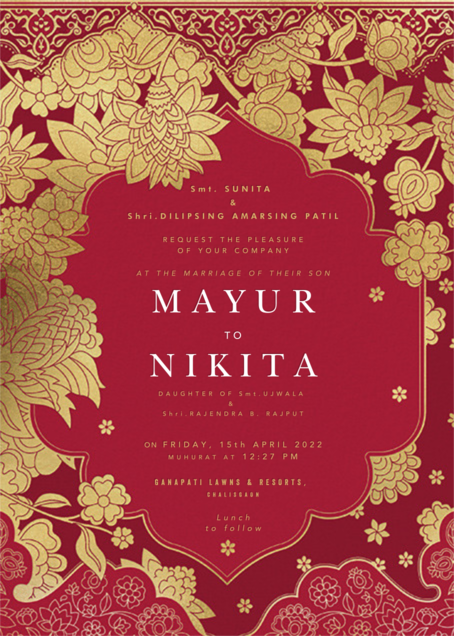 Smt. SUNITA
&
Shri.DILIPSING AMARSING PATIL
REQUEST THE PLEASURE
OF YOUR COMPANY
AT THE MARRIAGE OF THEIR SON
MAYUR
TO
NIKITA
DAUGHTER OF Smt.UJWALA
&
Shri.RAJENDRA B. RAJPUT
ON FRIDAY, 15th APRIL 2022
MUHURAT AT 12:27 PM
GANAPATI LAWNS & RESORTS,
CHALISGAON
Lunch
to follow